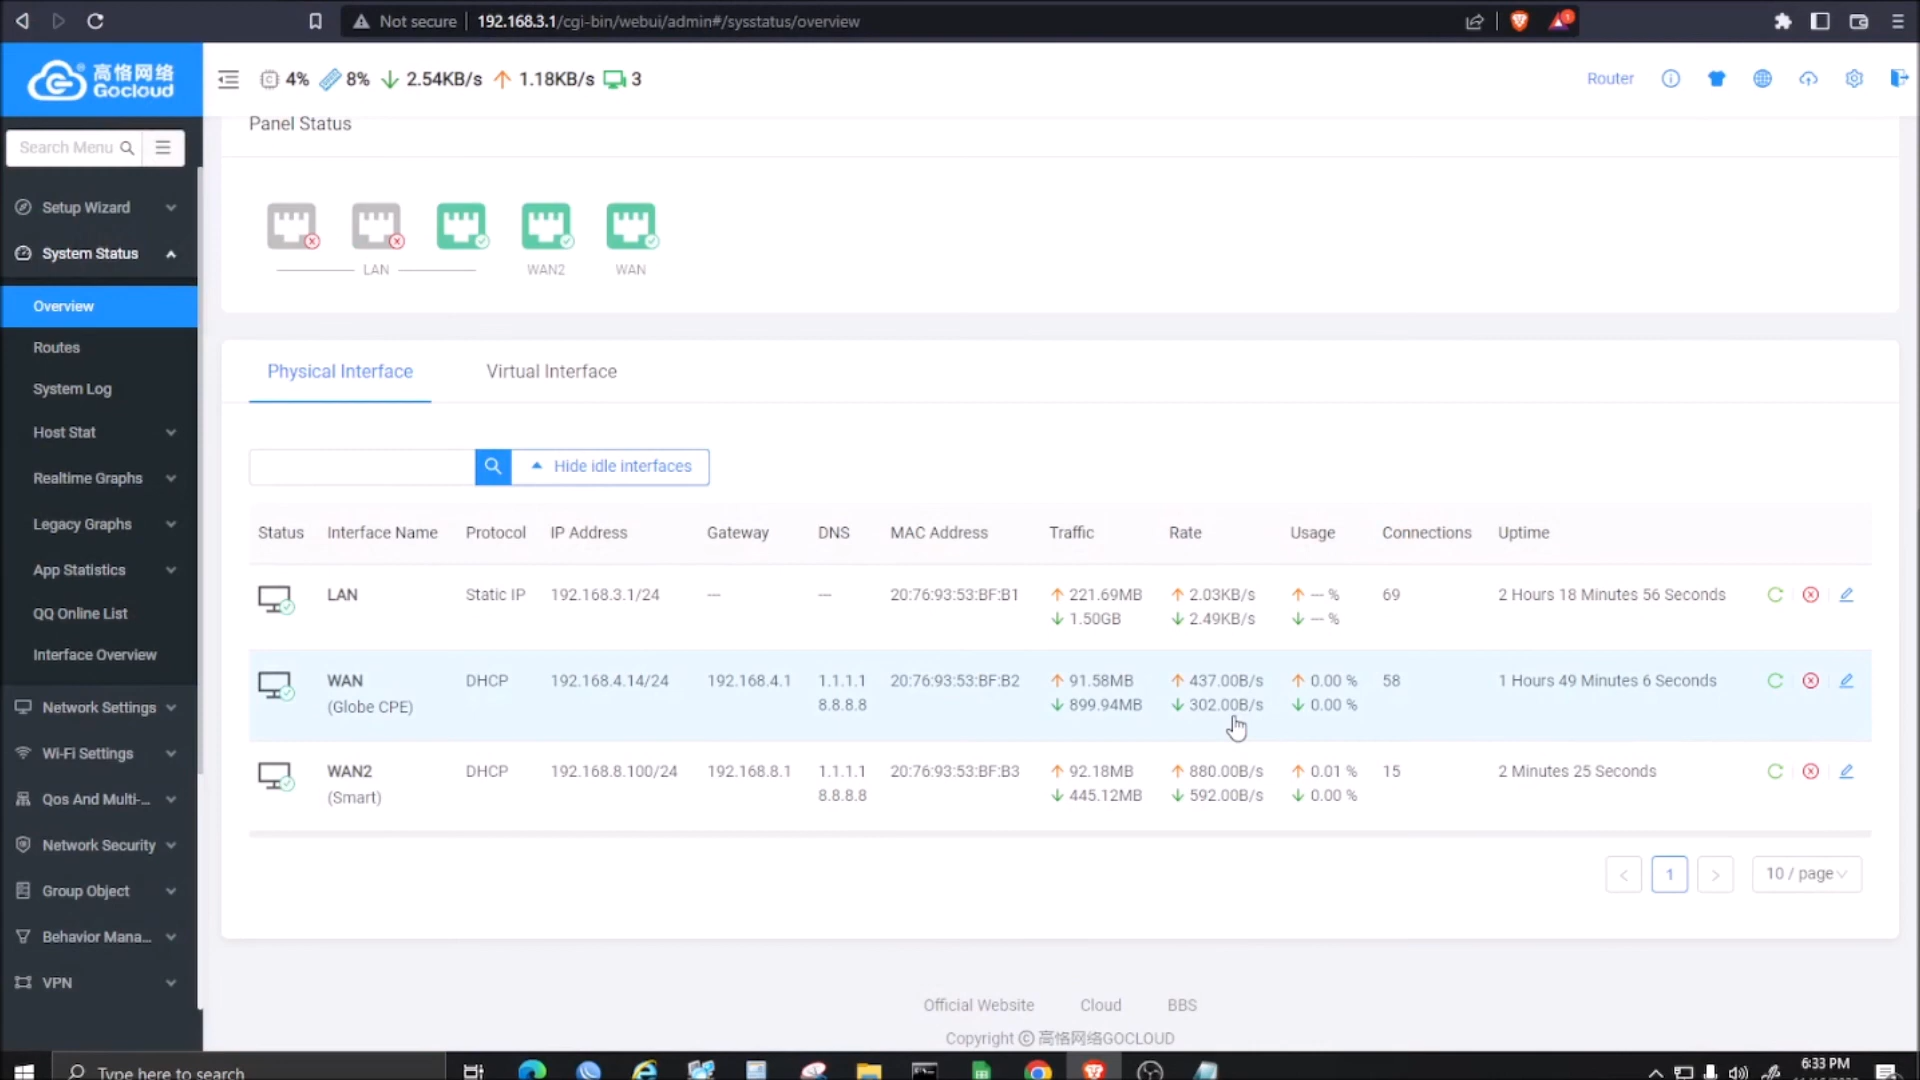 Not secure 192.168.3.1/cgi-bin/webui/admin#/sysstatus/overview
高恪网络
Gocloud
4% 8% 2.54KB/s 1.18KB/s 3
Router
Search Menu
Setup Wizard
System Status
Overview
Routes
System Log
Host Stat
Realtime Graphs
Legacy Graphs
App Statistics
QQ Online List
Interface Overview
Network Settings
Wi-Fi Settings
Qos And Multi-...
Network Security
Group Object
Behavior Mana...
VPN
Panel Status
LAN WAN2 WAN
Physical Interface Virtual Interface
Hide idle interfaces
Status Interface Name Protocol IP Address Gateway DNS MAC Address Traffic Rate Usage Connections Uptime
LAN Static IP 192.168.3.1/24 — — 20:76:93:53:BF:B1 ↑ 221.69MB ↑ 2.03KB/s ↑ -- % 69 2 Hours 18 Minutes 56 Seconds
↓ 1.50GB ↓ 2.49KB/s ↓ -- %
WAN DHCP 192.168.4.14/24 192.168.4.1 1.1.1.1 20:76:93:53:BF:B2 ↑ 91.58MB ↑ 437.00B/s ↑ 0.00 % 58 1 Hours 49 Minutes 6 Seconds
(Globe CPE) 8.8.8.8 ↓ 899.94MB ↓ 302.00B/s ↓ 0.00 %
WAN2 DHCP 192.168.8.100/24 192.168.8.1 1.1.1.1 20:76:93:53:BF:B3 ↑ 92.18MB ↑ 880.00B/s ↑ 0.01 % 15 2 Minutes 25 Seconds
(Smart) 8.8.8.8 ↓ 445.12MB ↓ 592.00B/s ↓ 0.00 %
< 1 > 10 / page
Official Website Cloud BBS
Copyright © 高恪网络GOCLOUD
Type here to search
6:33 PM